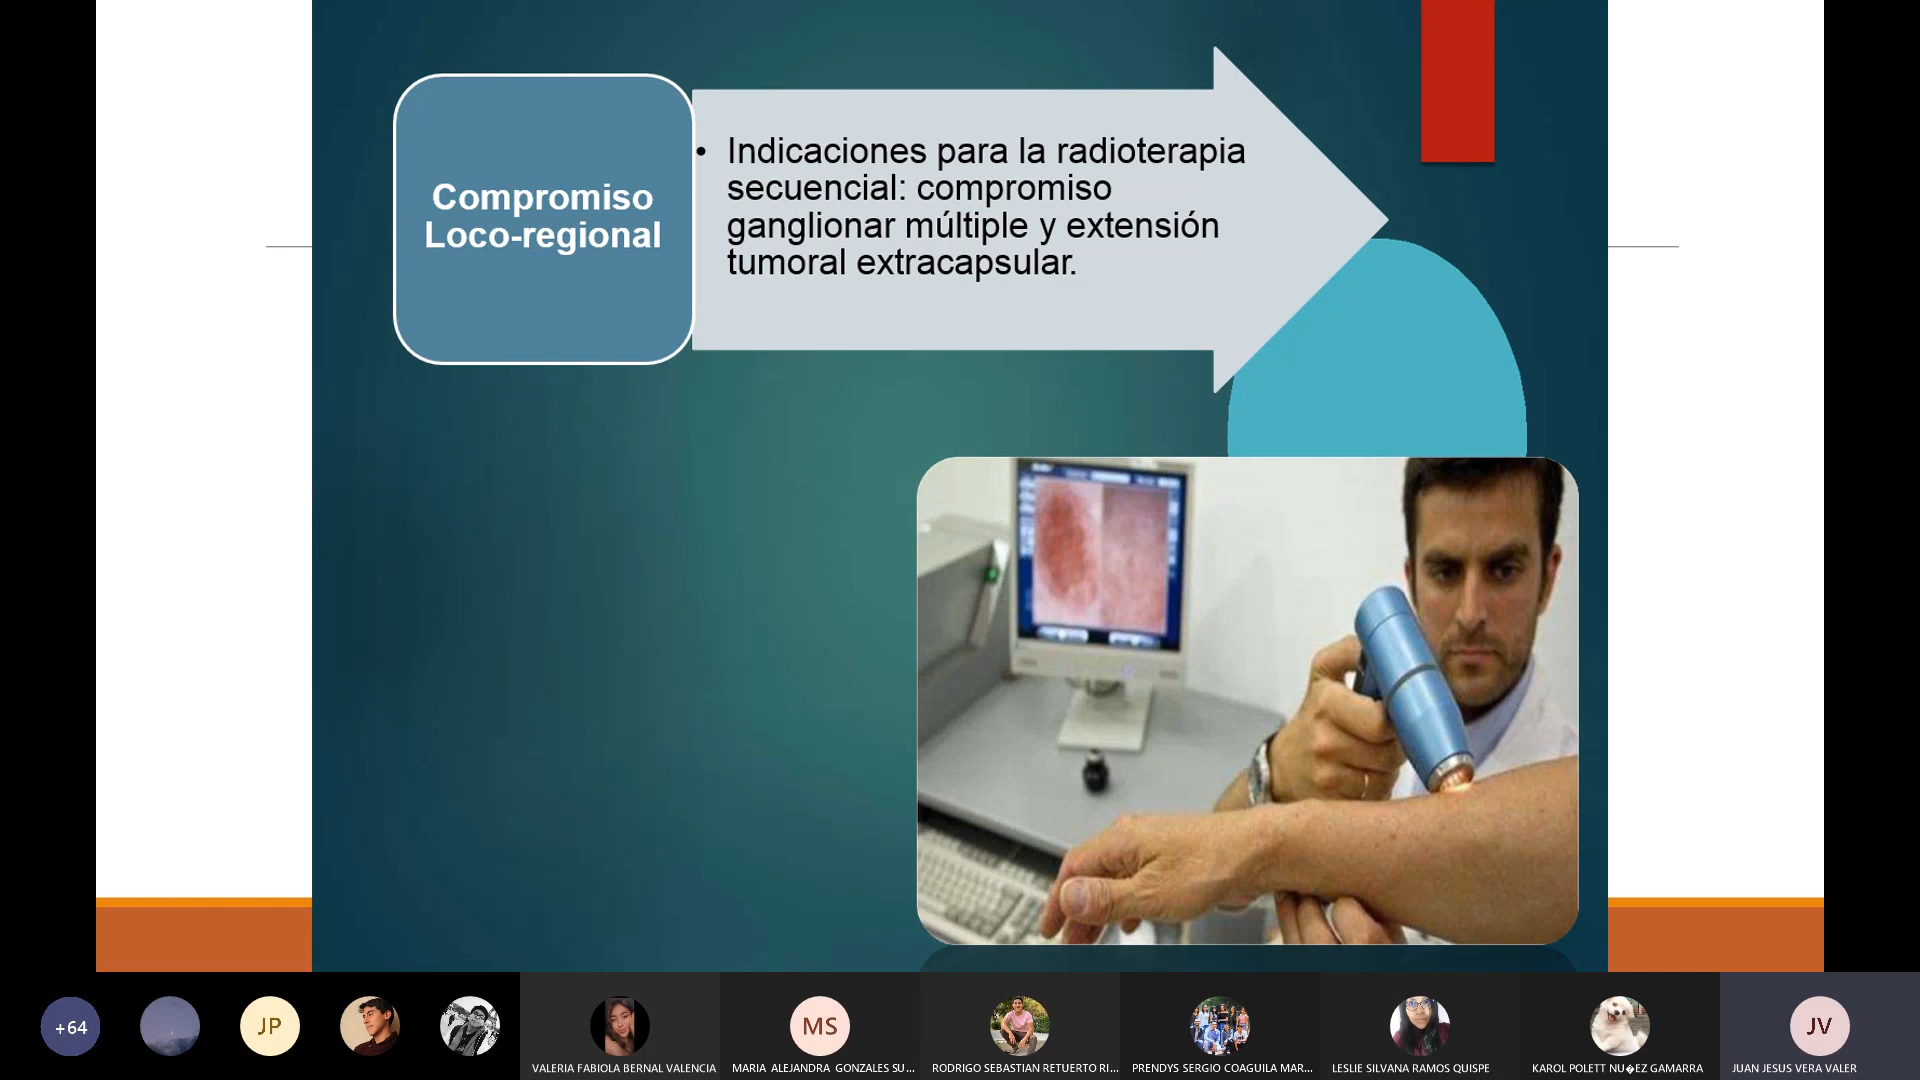 Compromiso
Loco-regional
• Indicaciones para la radioterapia
secuencial: compromiso
ganglionar múltiple y extensión
tumoral extracapsular.
+64
JP
MS
JV
VALERIA FABIOLA BERNAL VALENCIA
MARIA ALEJANDRA GONZALES SU...
RODRIGO SEBASTIAN RETUERTO RI...
PRENDYS SERGIO COAGUILA MAR...
LESLIE SILVANA RAMOS QUISPE
KAROL POLETT NU�EZ GAMARRA
JUAN JESUS VERA VALER